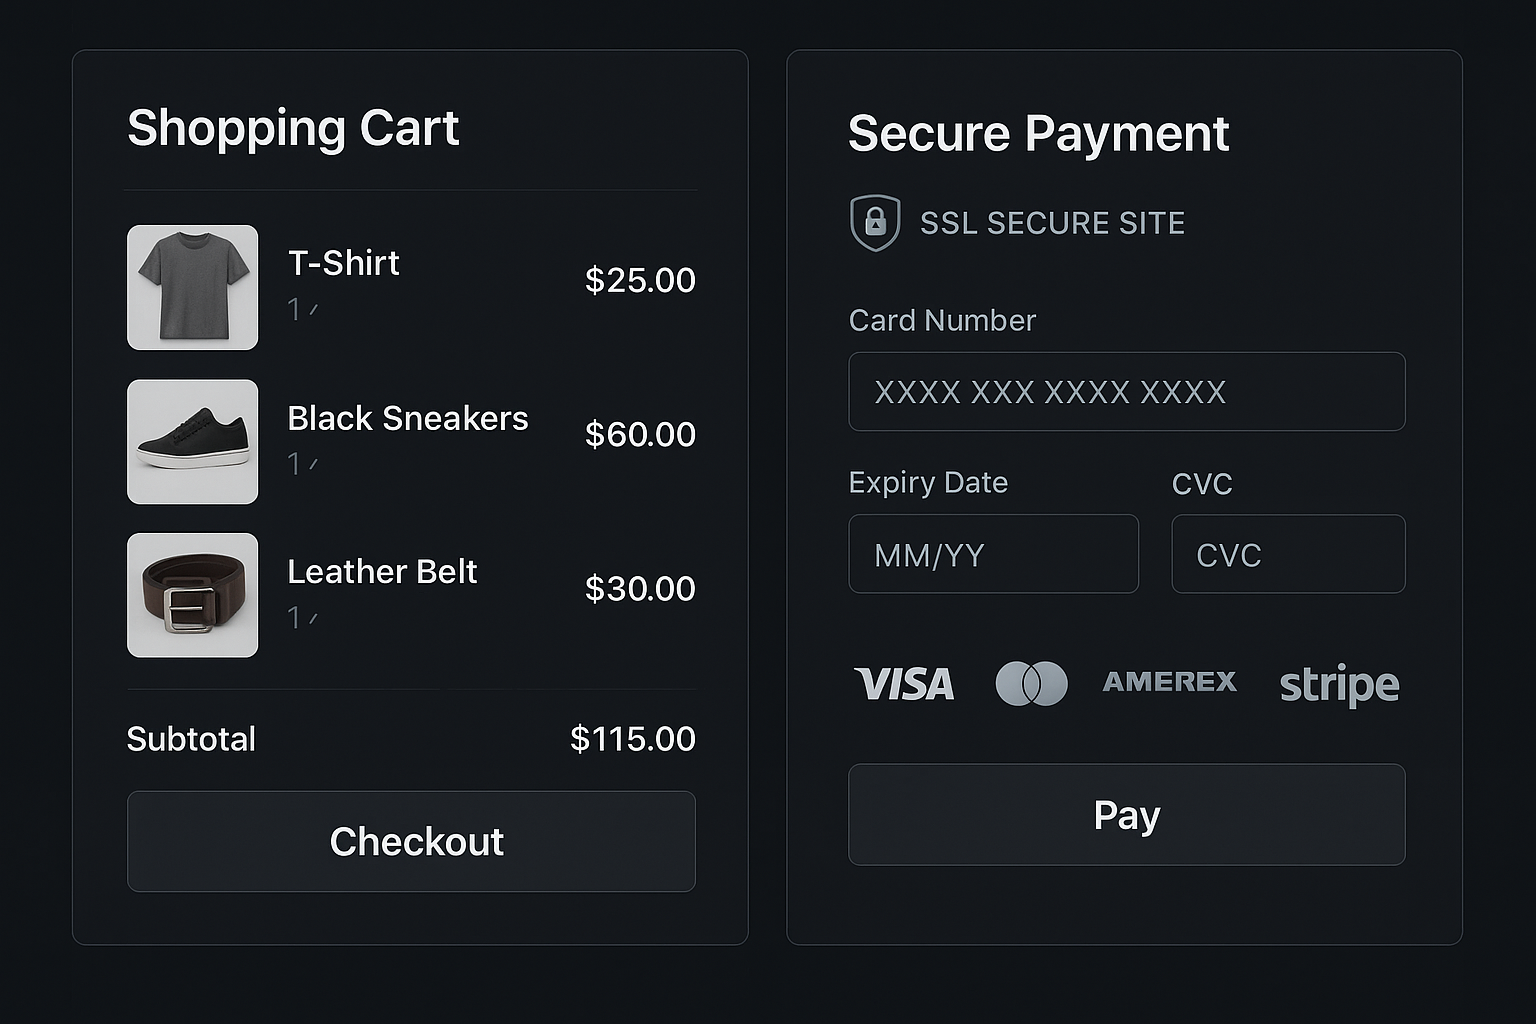 Shopping Cart
T-Shirt
1
$25.00
Black Sneakers
1
$60.00
Leather Belt
1
$30.00
Subtotal
$115.00
Checkout
Secure Payment
SSL SECURE SITE
Card Number
XXXX XXX XXXX XXXX
Expiry Date
CVC
MM/YY
CVC
VISA
AMEREX
stripe
Pay